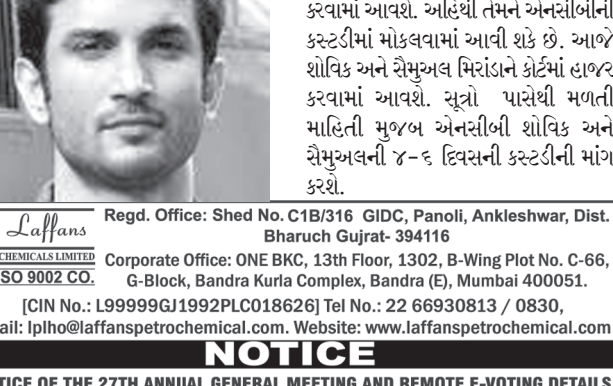 કરવામાં આવશે. અહિથી તેમને એનસીબીની
કસ્ટડીમાં મોકલવામાં આવી શકે છે. આજે
શોવિક અને સૈમુઅલ મિરાંડાને કોર્ટમાં હાજર
કરવામાં આવશે. સૂત્રો પાસેથી મળતી
માહિતી મુજબ એનસીબી શોવિક અને
સૈમુઅલની ૪-૬ દિવસની કસ્ટડીની માંગ
કરશે.
Laffans
CHEMICALS LIMITED
SO 9002 CO.
Regd. Office: Shed No. C1B/316 GIDC, Panoli, Ankleshwar, Dist.
Bharuch Gujrat- 394116
Corporate Office: ONE BKC, 13th Floor, 1302, B-Wing Plot No. C-66,
G-Block, Bandra Kurla Complex, Bandra (E), Mumbai 400051.
[CIN No.: L99999GJ1992PLC018626] Tel No.: 22 66930813 / 0830,
ail: lplho@laffanspetrochemical.com. Website: www.laffanspetrochemical.com
NOTICE
TICE OF THE 27TH ANNUAL GENERAL MEETING AND REMOTE E-VOTING DETAILS